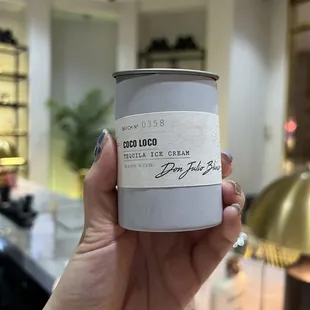 BATCH Nº 0358
COCO LOCO
TEQUILA ICE CREAM
Don Julio Blanco